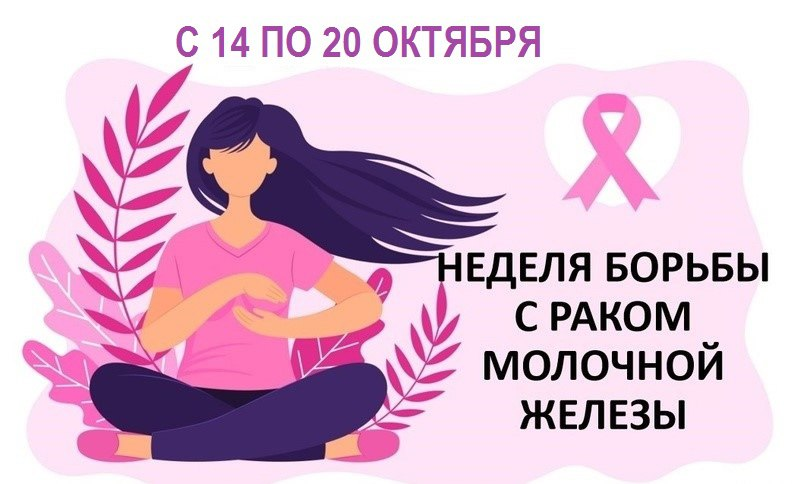 С 14 ПО 20 ОКТЯБРЯ
НЕДЕЛЯ БОРЬБЫ
С РАКОМ
МОЛОЧНОЙ
ЖЕЛЕЗЫ